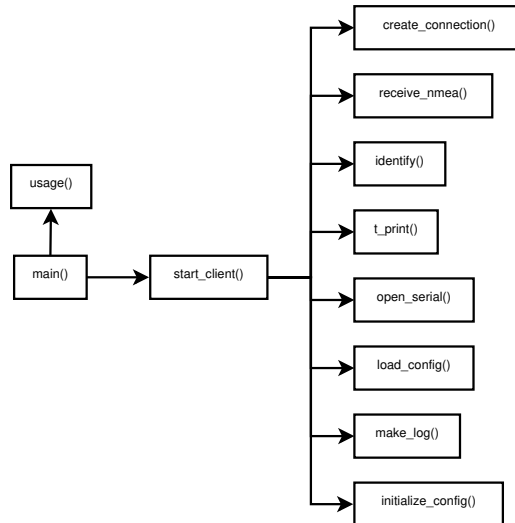 create_connection()
receive_nmea()
identify()
usage()
t_print()
main()
start_client()
open_serial()
load_config()
make_log()
initialize_config()